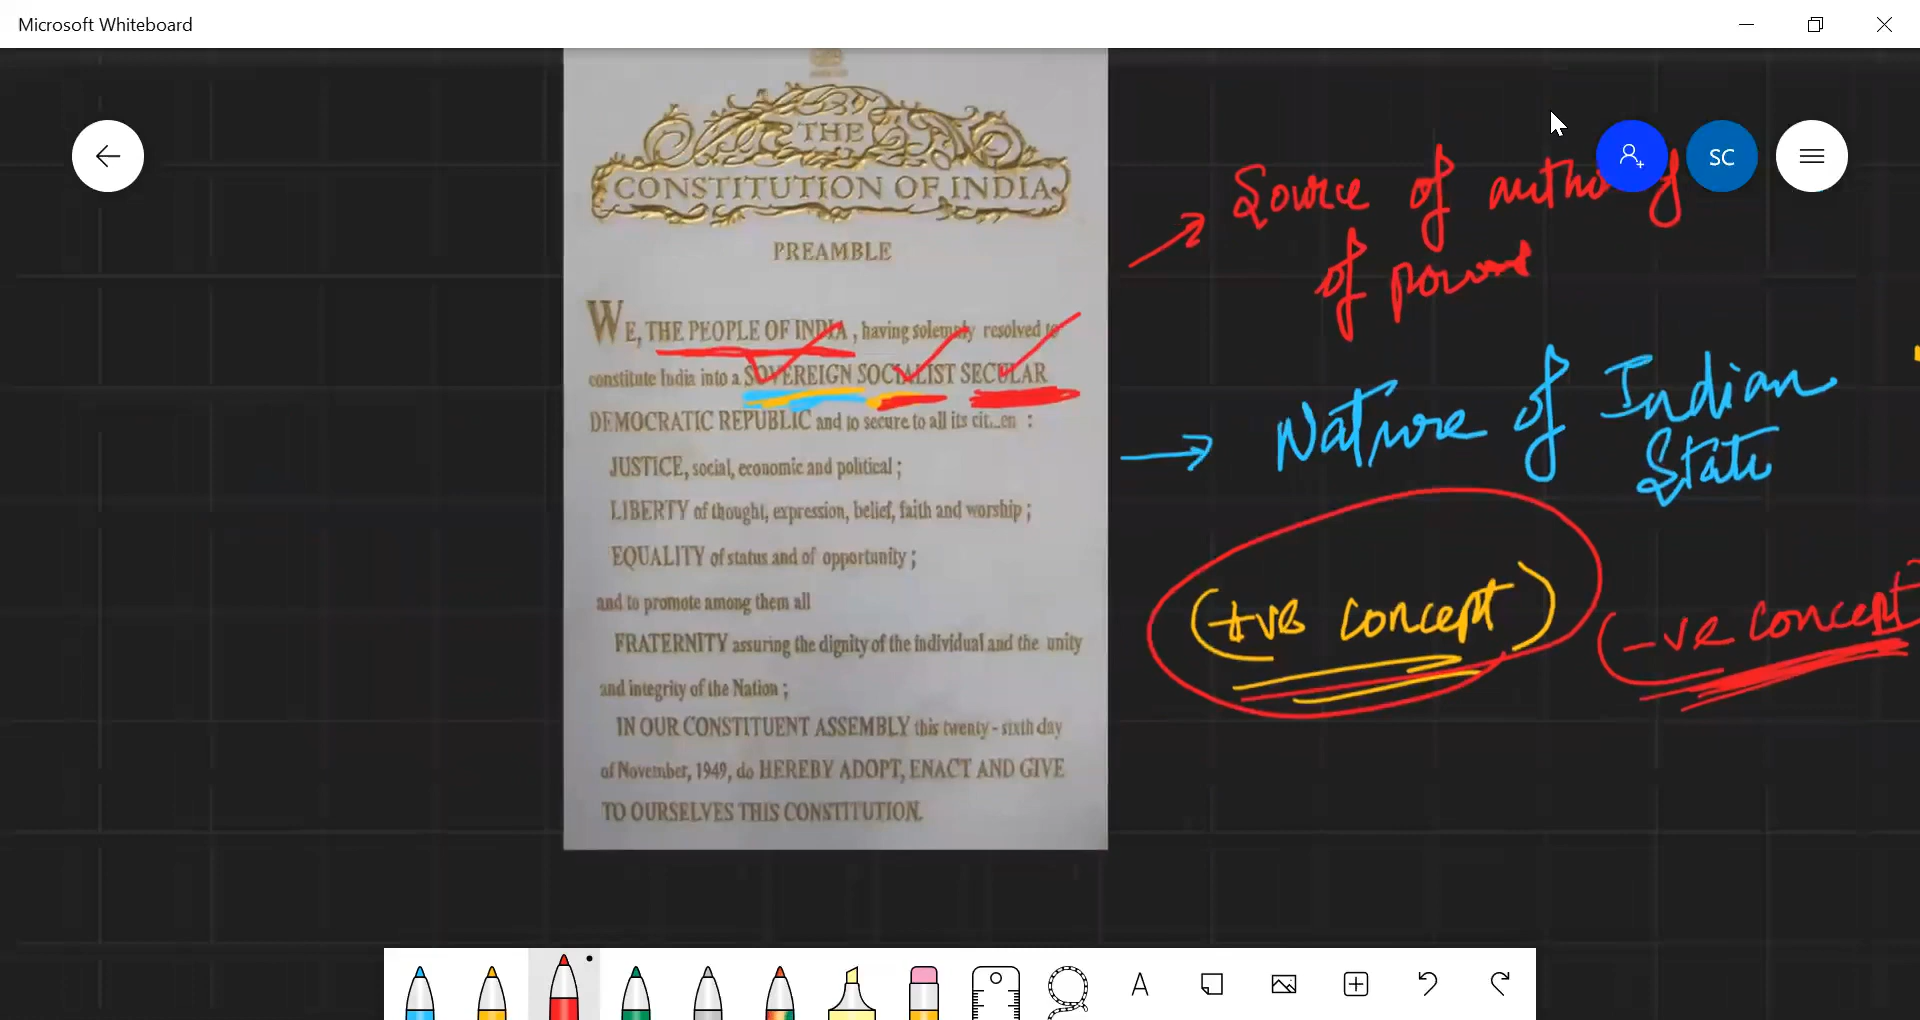 Microsoft Whiteboard
THE
CONSTITUTION OF INDIA
PREAMBLE
WE, THE PEOPLE OF INDIA, having solemnly resolved to
constitute India into a SOVEREIGN SOCIALIST SECULAR
DEMOCRATIC REPUBLIC and to secure to all its
JUSTICE, social, economic and political;
LIBERTY of thought, expression, belief, faith and worship;
EQUALITY of status and of opportunity;
and to promote among them all
FRATERNITY assuring the dignity of the individual and the unity
and integrity of the Nation;
IN OUR CONSTITUENT ASSEMBLY this twenty-sixth day
of November, 1949, do HEREBY ADOPT, ENACT AND GIVE
TO OURSELVES THIS CONSTITUTION.
SC
→ Source of
of
→ Nature of Indian
State
(+ve concept)
(-ve concept
A